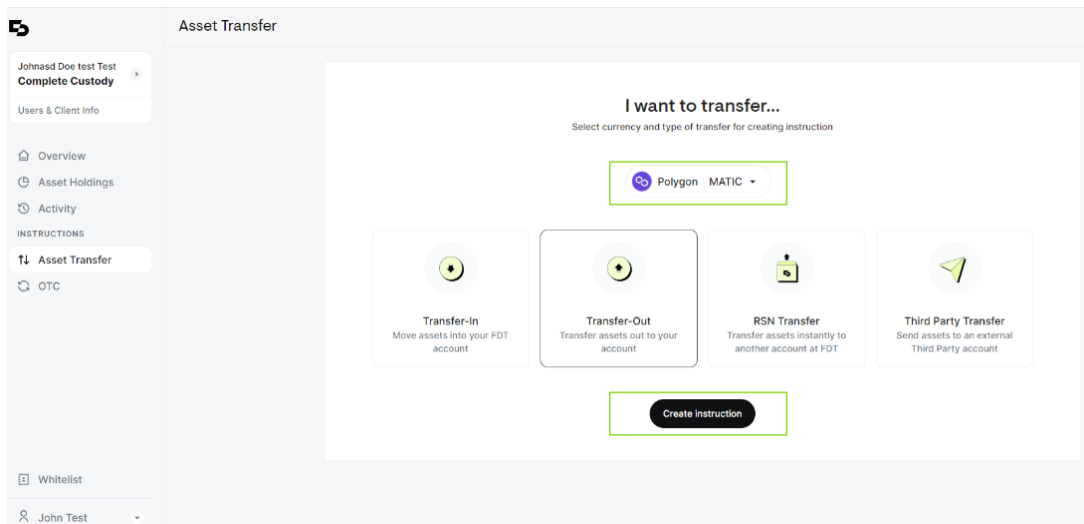 Asset Transfer
Johnasd Doe test Test
Complete Custody
Users & Client Info
Overview
Asset Holdings
Activity
INSTRUCTIONS
Asset Transfer
OTC
Whitelist
John Test
I want to transfer...
Select currency and type of transfer for creating instruction
Polygon MATIC
Transfer-In
Move assets into your FDT
account
Transfer-Out
Transfer assets out to your
account
RSN Transfer
Transfer assets instantly to
another account at FDT
Third Party Transfer
Send assets to an external
Third Party account
Create instruction